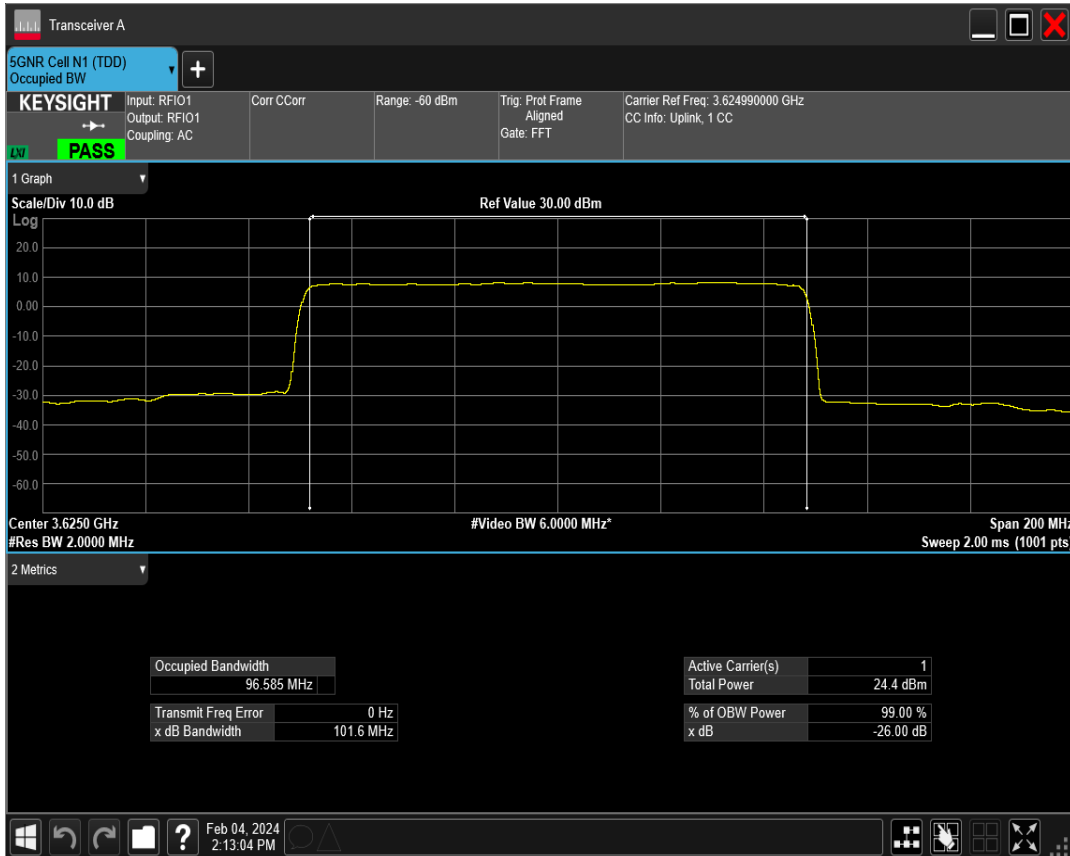 Transceiver A
5GNR Cell N1 (TDD)
Occupied BW
+
KEYSIGHT
LXI
PASS
Input: RFIO1
Output: RFIO1
Coupling: AC
Corr CCorr
Range: -60 dBm
Trig: Prot Frame
Aligned
Gate: FFT
Carrier Ref Freq: 3.624990000 GHz
CC Info: Uplink, 1 CC
1 Graph
Scale/Div 10.0 dB
Ref Value 30.00 dBm
Log
20.0
10.0
0.00
-10.0
-20.0
-30.0
-40.0
-50.0
-60.0
Center 3.6250 GHz
#Video BW 6.0000 MHz*
Span 200 MHz
#Res BW 2.0000 MHz
Sweep 2.00 ms (1001 pts)
2 Metrics
Occupied Bandwidth
96.585 MHz
Transmit Freq Error 0 Hz
x dB Bandwidth 101.6 MHz
Active Carrier(s) 1
Total Power 24.4 dBm
% of OBW Power 99.00 %
x dB -26.00 dB
?
Feb 04, 2024
2:13:04 PM